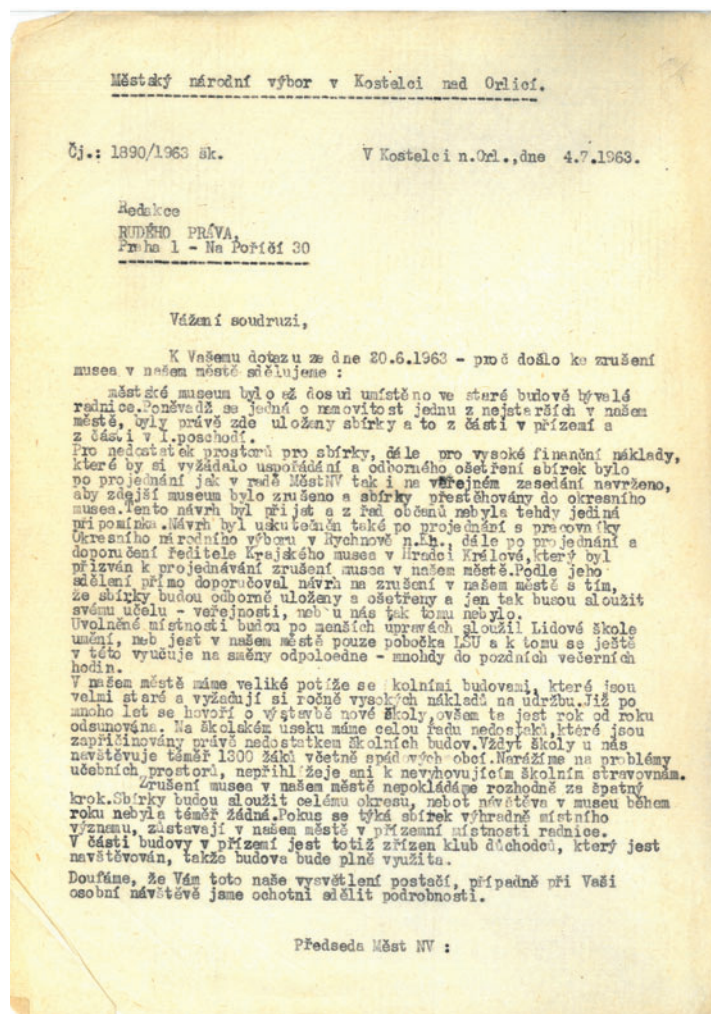 Městský národní výbor v Kostelci nad Orlicí.
Čj.: 1890/1963 šk. V Kostelci n.Orl.,dne 4.7.1963.
Redakce
RUDÉHO PRÁVA,
Praha 1 - Na Poříčí 30
Vážení soudruzi,
K Vašemu dotazu ze dne 20.6.1963 - proč došlo ke zrušení
musea v našem městě sdělujeme :
městské museum bylo až dosud umístěno ve staré budově bývalé
radnice.Poněvadž se jedná o nemovitost jednu z nejstarších v našem
městě, byly právě zde uloženy sbírky a to z části v přízemí a
z části v I.poschodí.
Pro nedostatek prostorů pro sbírky, dále pro vysoké finanční náklady,
které by si vyžádalo uspořádání a odborného ošetření sbírek bylo
po projednání jak v radě MěstNV tak i na veřejném zasedání navrženo,
aby zdejší museum bylo zrušeno a sbírky přestěhovány do okresního
musea.Tento návrh byl přijat a z řad občanů nebyla tehdy jediná
připomínka.Návrh byl uskutečněn také po projednání s pracovníky
Okresního národního výboru v Rychnově n.Kn., dále po projednání a
doporučení ředitele Krajského musea v Hradci Králové,který byl
přizván k projednávání zrušení musea v našem městě.Podle jeho
sdělení přímo doporučoval návrh na zrušení v našem městě s tím,
že sbírky budou odborně uloženy a ošetřeny a jen tak busou sloužit
svému učelu - veřejnosti, neb u nás tak tomu nebylo.
Uvolněné místnosti budou po menších upravách sloužil Lidové škole
umění, neb jest v našem městě pouze pobočka LŠU a k tomu se ještě
v této vyučuje na směny odpoloedne - mnohdy do pozdních večerních
hodin.
V našem městě máme veliké potíže se kolními budovami, které jsou
velmi staré a vyžadují si ročně vysokých nákladů na udržbu.Již po
mnoho let se hovoří o výstavbě nové školy,ovšem ta jest rok od roku
odsunována. Na školském useku máme celou řadu nedostaků,které jsou
zapříčinovány právě nedostatkem školních budov.Vždyt školy u nás
navštěvuje téměř 1300 žáků včetně spádových obcí.Narážíme na problémy
učebních prostorů, nepřihlížeje ani k nevyhovujícím školním stravovnám.
Zrušení musea v našem městě nepokládáme rozhodně za špatný
krok.Sbírky budou sloužit celému okresu, nebot návštěva v museu během
roku nebyla téměř žádná.Pokus se týká sbírek výhradně místního
významu, zůstavají v našem městě v přízemní místnosti radnice.
V části budovy v přízemí jest totiž zřízen klub důchodců, který jest
navštěvován, takže budova bude plně využita.
Doufáme, že Vám toto naše vysvětlení postačí, případně při Vaši
osobní návštěvě jsme ochotni sdělit podrobnosti.
Předseda Měst NV :